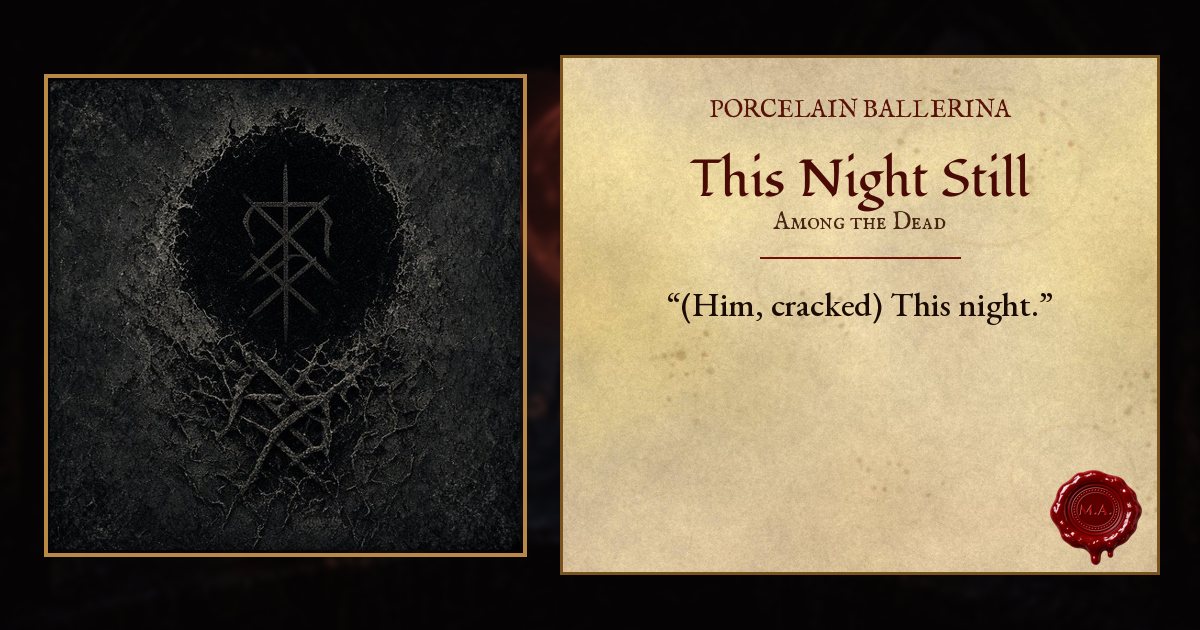 PORCELAIN BALLERINA
This Night Still
Among the Dead
“(Him, cracked) This night.”
M.A.